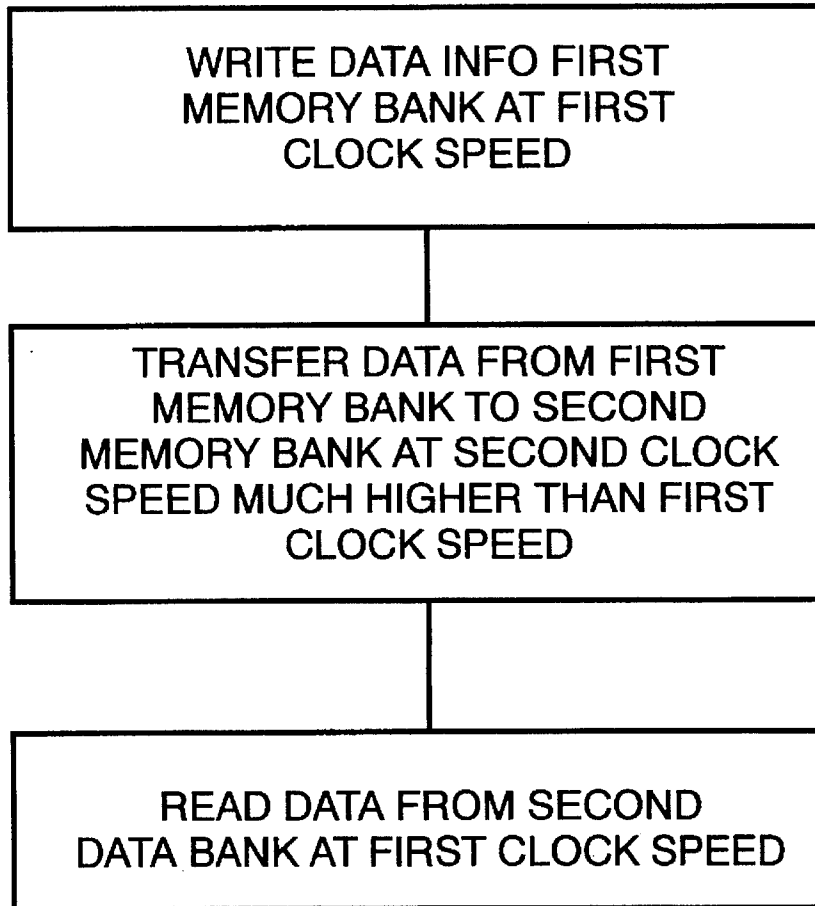 WRITE DATA INFO FIRST
MEMORY BANK AT FIRST
CLOCK SPEED
TRANSFER DATA FROM FIRST
MEMORY BANK TO SECOND
MEMORY BANK AT SECOND CLOCK
SPEED MUCH HIGHER THAN FIRST
CLOCK SPEED
READ DATA FROM SECOND
DATA BANK AT FIRST CLOCK SPEED